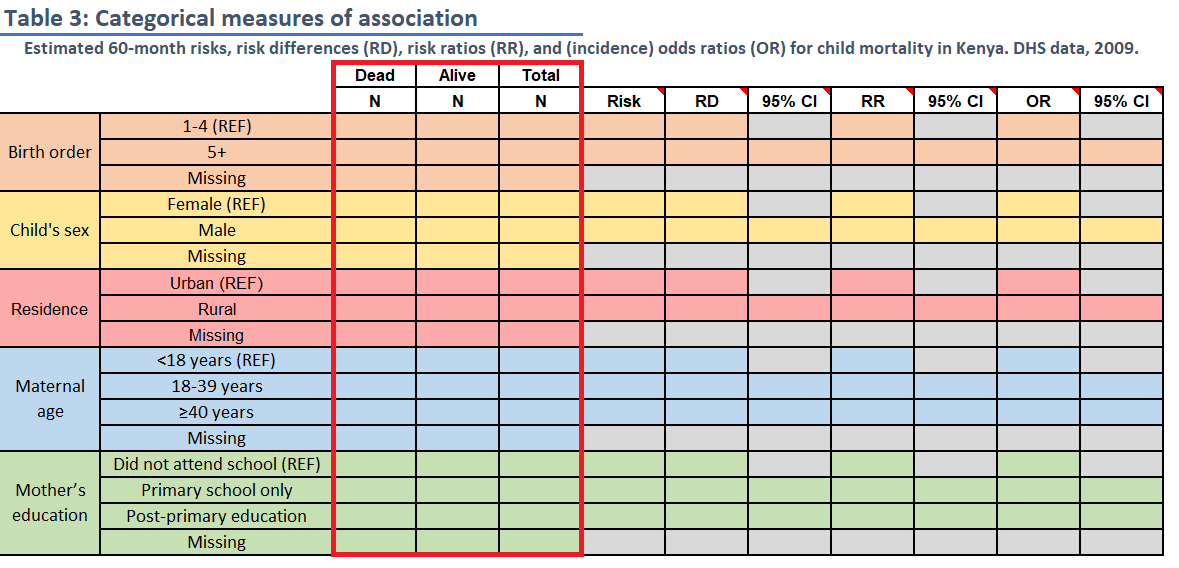 Table 3: Categorical measures of association
Estimated 60-month risks, risk differences (RD), risk ratios (RR), and (incidence) odds ratios (OR) for child mortality in Kenya. DHS data, 2009.
Dead Alive Total
N N N Risk RD 95% CI RR 95% CI OR 95% CI
Birth order
1-4 (REF)
5+
Missing
Child's sex
Female (REF)
Male
Missing
Residence
Urban (REF)
Rural
Missing
Maternal
age
<18 years (REF)
18-39 years
≥40 years
Missing
Mother’s
education
Did not attend school (REF)
Primary school only
Post-primary education
Missing